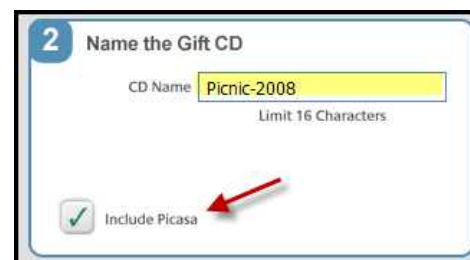 2 Name the Gift CD
CD Name Picnic-2008
Limit 16 Characters
Include Picasa